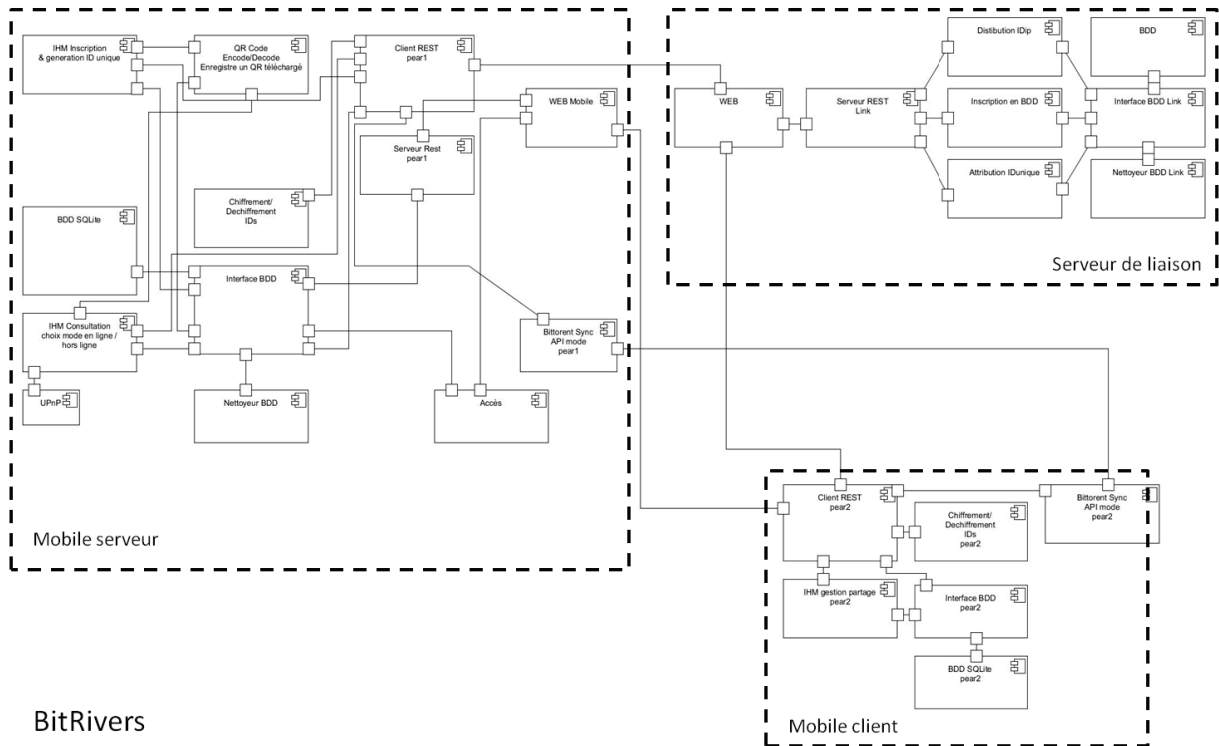 IHM Inscription
& generation ID unique
QR Code
Encode/Decode
Enregistre un QR téléchargé
Client REST
pear1
WEB Mobile
Serveur Rest
pear1
Chiffrement/
Dechiffrement
IDs
BDD SQLite
Interface BDD
IHM Consultation
choix mode en ligne /
hors ligne
Bittorent Sync
API mode
pear1
UPnP
Nettoyeur BDD
Accès
Mobile serveur
Distibution IDip
BDD
WEB
Serveur REST
Link
Inscription en BDD
Interface BDD Link
Attribution IDunique
Nettoyeur BDD Link
Serveur de liaison
Client REST
pear2
Bittorent Sync
API mode
pear2
Chiffrement/
Dechiffrement
IDs
pear2
IHM gestion partage
pear2
Interface BDD
pear2
BDD SQLite
pear2
Mobile client
BitRivers